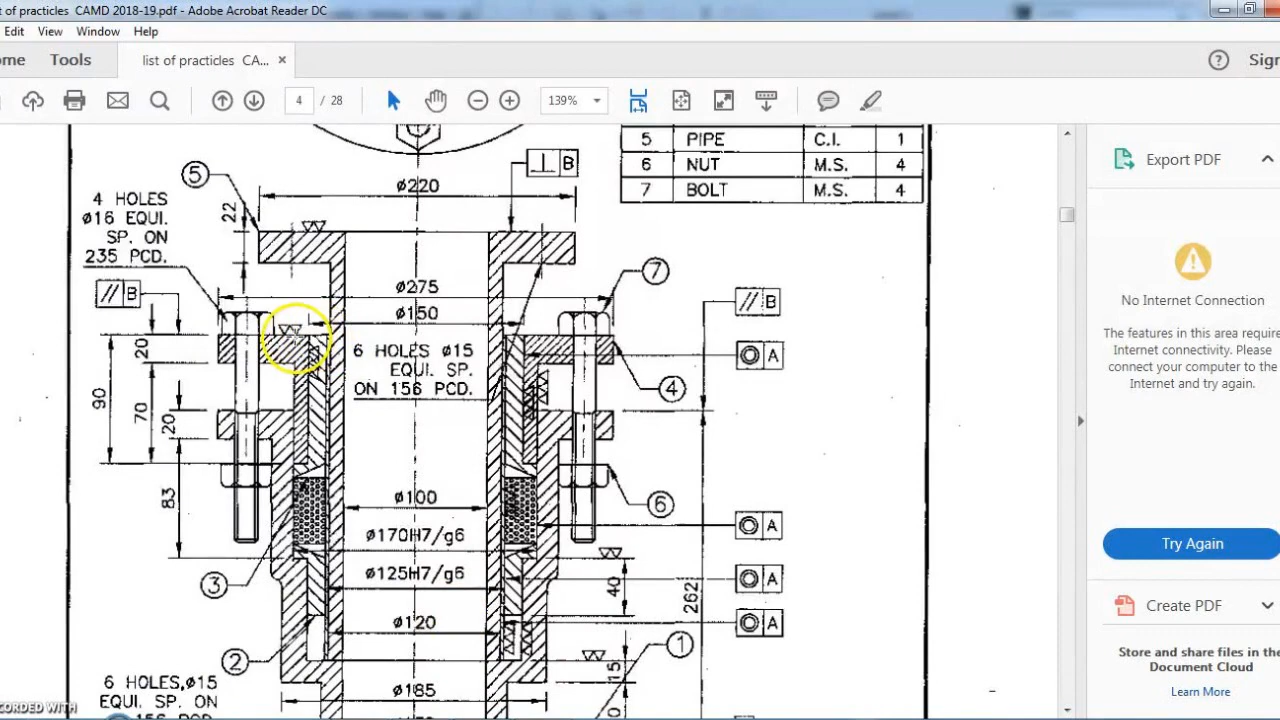 t of practicles CAMD 2018-19.pdf - Adobe Acrobat Reader DC
Edit View Window Help
ome Tools list of practicles CA... × ? Sign
4 / 28 139%
Export PDF
5 PIPE C.I. 1
6 NUT M.S. 4
7 BOLT M.S. 4
⊥ B
5
4 HOLES
ø16 EQUI.
SP. ON
235 PCD.
22
ø220
// B
ø275
7
// B
ø150
20
6 HOLES ø15
EQUI. SP.
ON 156 PCD.
◎ A
4
90
70
20
83
ø100
6
ø170H7/g6
◎ A
ø125H7/g6
3
◎ A
40
262
ø120
◎ A
2
1
15
6 HOLES,ø15
EQUI. SP. ON
156 PCD.
ø185
No Internet Connection
The features in this area require
Internet connectivity. Please
connect your computer to the
Internet and try again.
Try Again
Create PDF
Store and share files in the
Document Cloud
Learn More
CORDED WITH